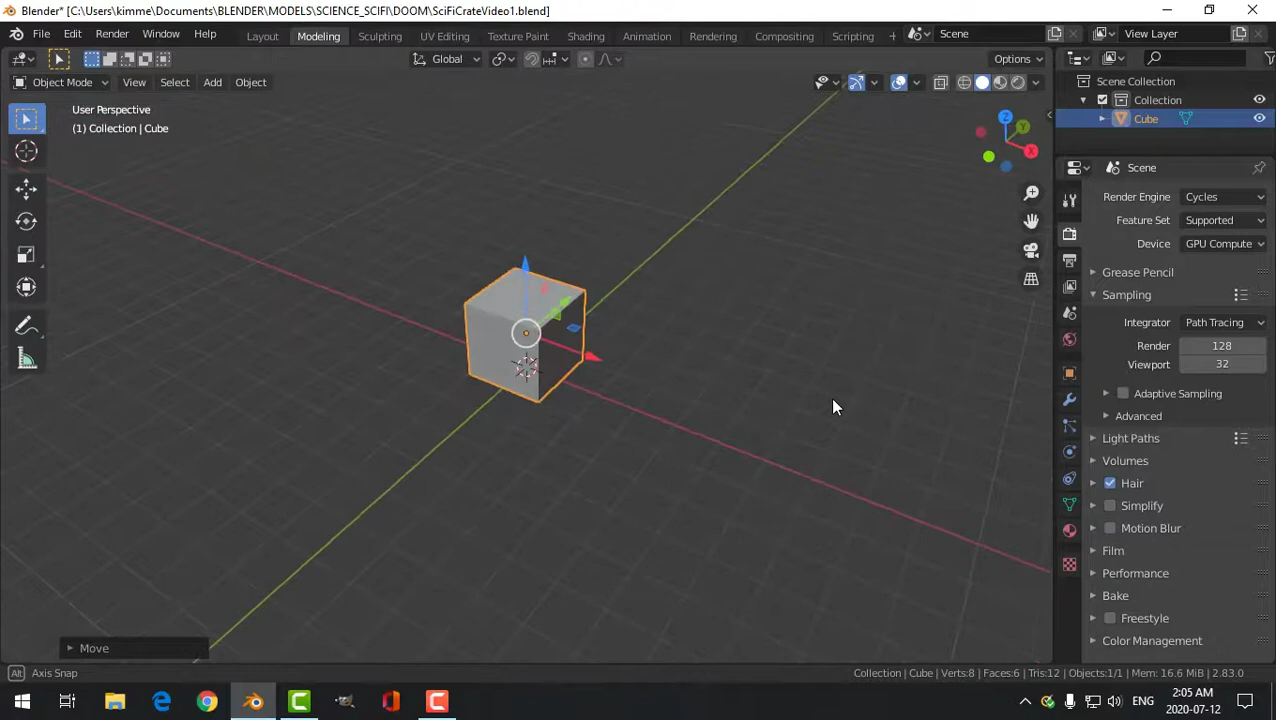 Blender* [C:\Users\kimme\Documents\BLENDER\MODELS\SCIENCE_SCIFI\DOOM\SciFiCrateVideo1.blend]
File Edit Render Window Help Layout Modeling Sculpting UV Editing Texture Paint Shading Animation Rendering Compositing Scripting + Scene View Layer
Global Options
Object Mode View Select Add Object
User Perspective
(1) Collection | Cube
Z
Y
X
Scene Collection
Collection
Cube
Scene
Render Engine Cycles
Feature Set Supported
Device GPU Compute
Grease Pencil
Sampling
Integrator Path Tracing
Render 128
Viewport 32
Adaptive Sampling
Advanced
Light Paths
Volumes
Hair
Simplify
Motion Blur
Film
Performance
Bake
Freestyle
Color Management
Move
Alt Axis Snap Collection | Cube | Verts:8 | Faces:6 | Tris:12 | Objects:1/1 | Mem: 16.6 MiB | 2.83.0
ENG
2:05 AM
2020-07-12